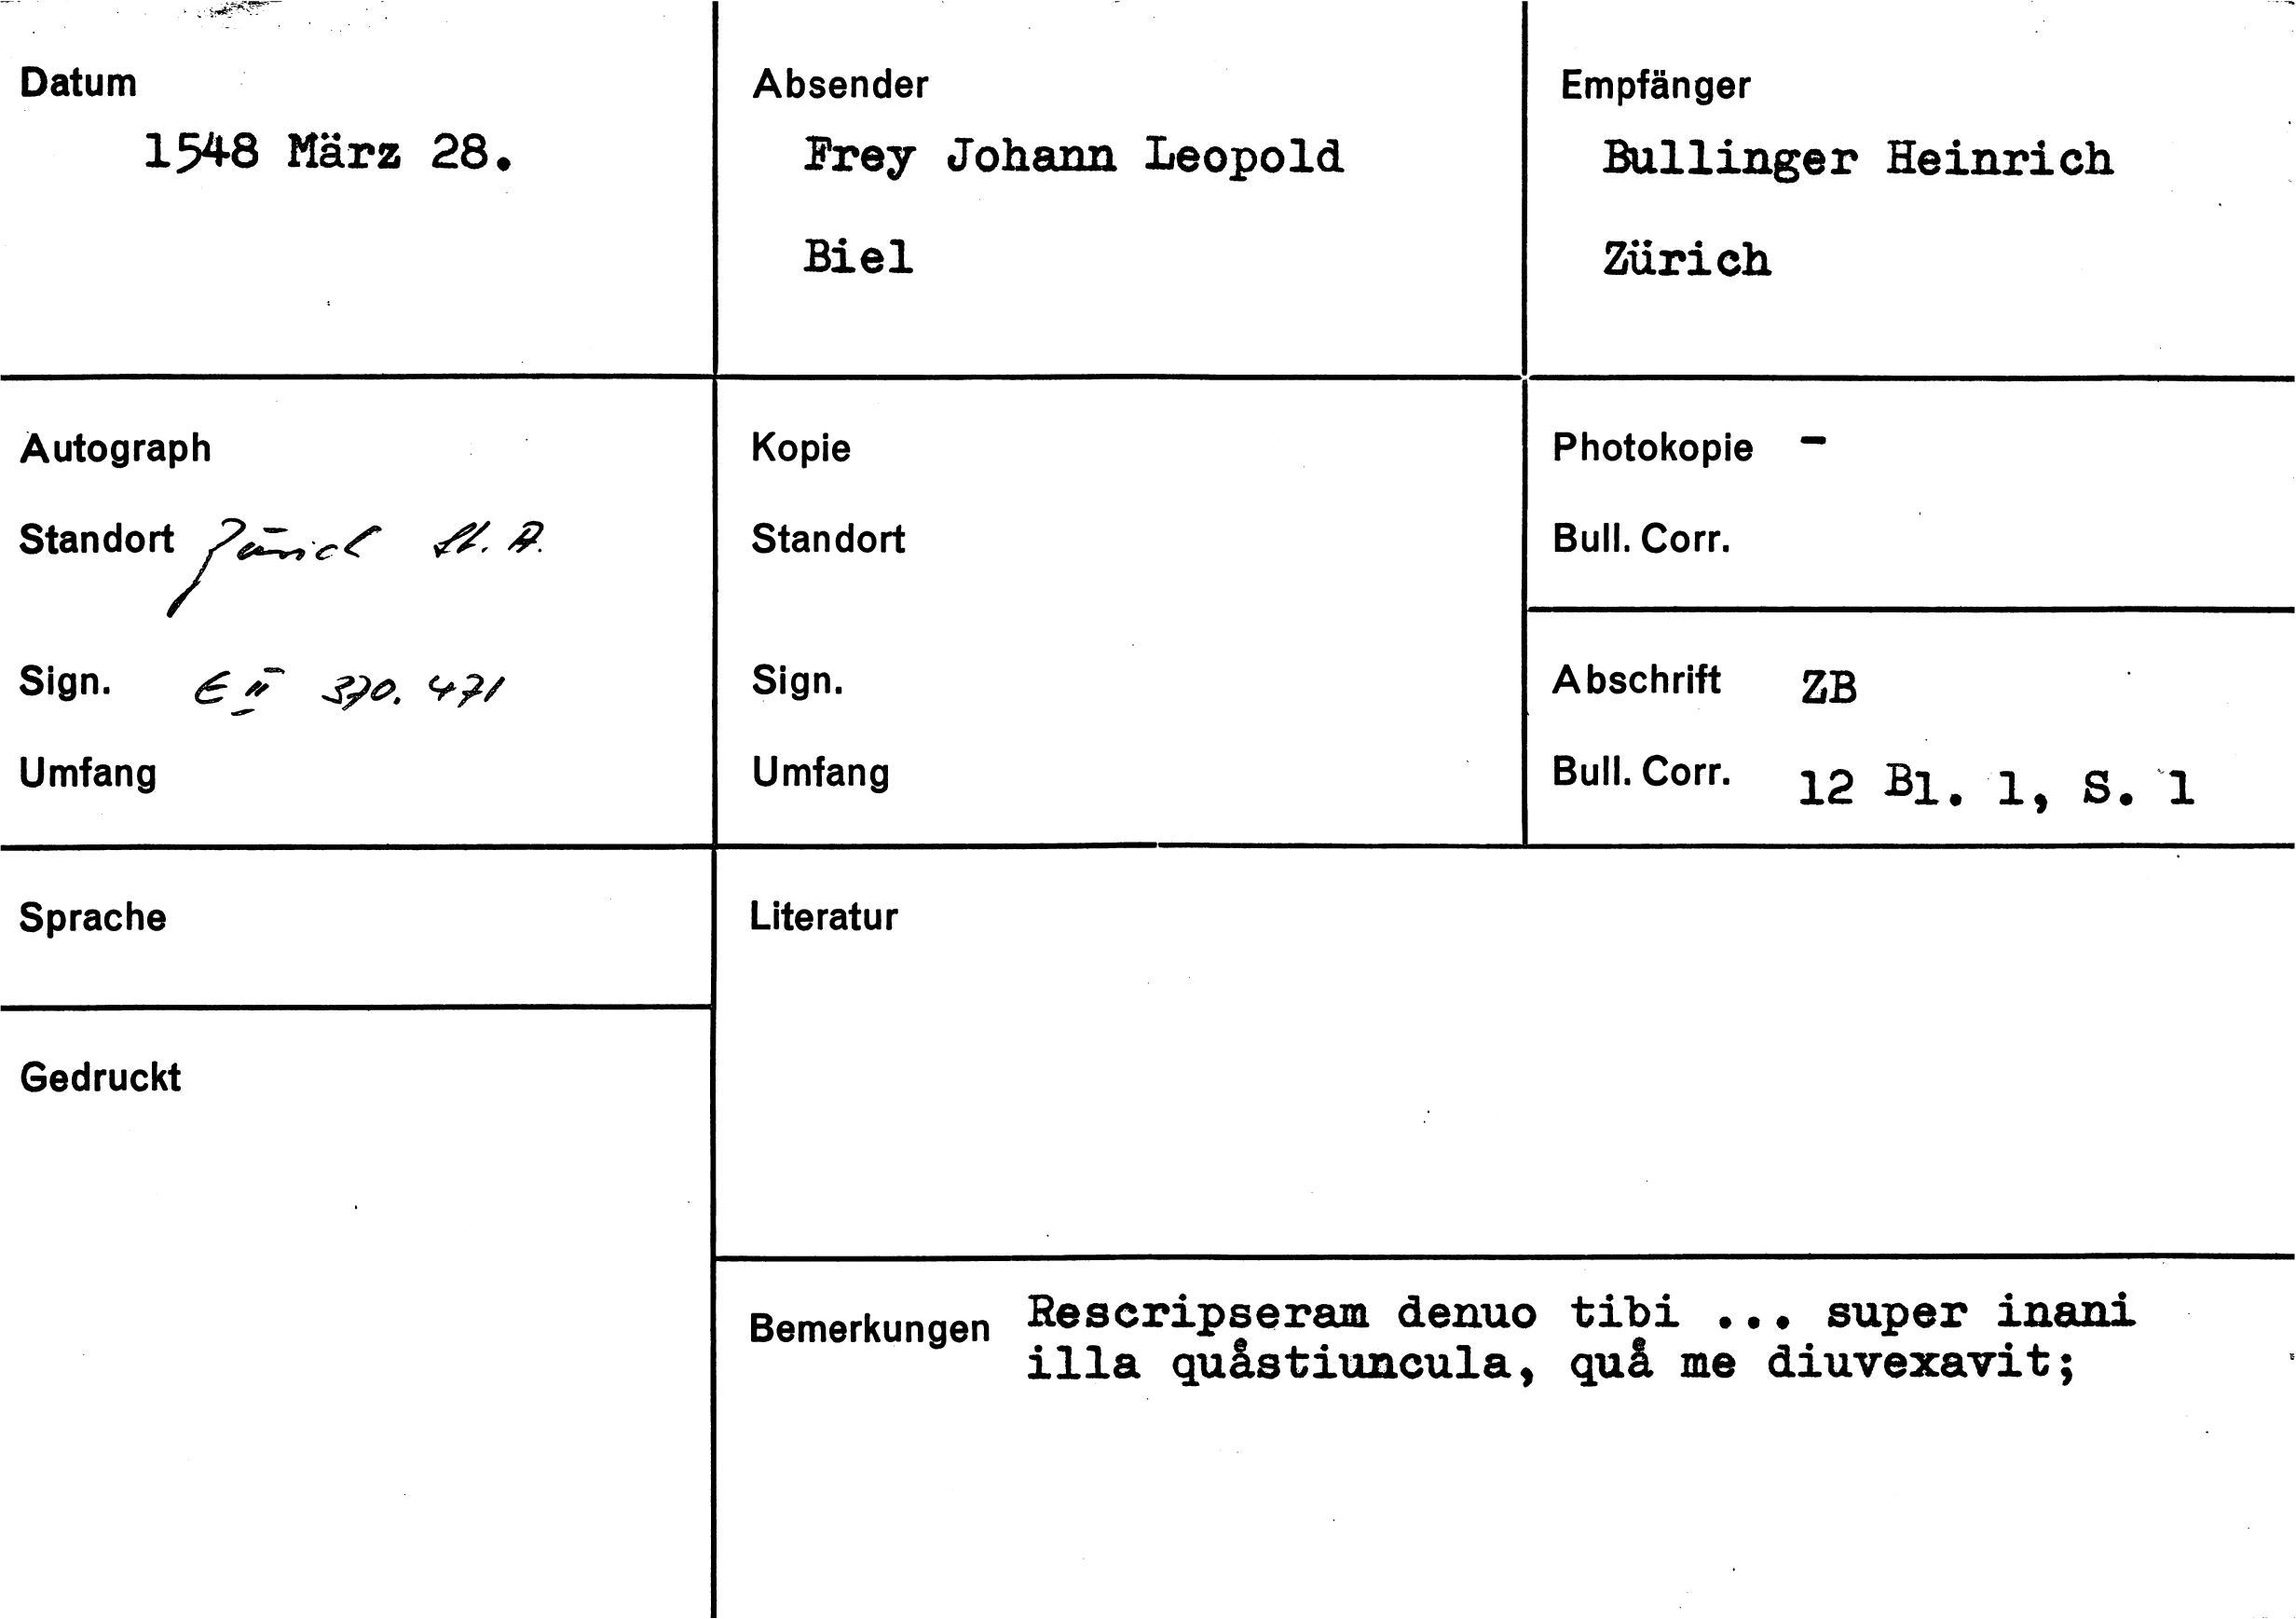 Datum
1548 März 28.
Absender
Frey Johann Leopold
Biel
Empfänger
Bullinger Heinrich
Zürich
Autograph
Standort Zürich St. A.
Sign. E II 370. 471
Umfang
Kopie
Standort
Sign.
Umfang
Photokopie -
Bull. Corr.
Abschrift ZB
Bull. Corr. 12 Bl. 1, S. 1
Sprache
Gedruckt
Literatur
Bemerkungen Rescripseram denuo tibi ... super inani
illa quåstiuncula, quå me diuvexavit;